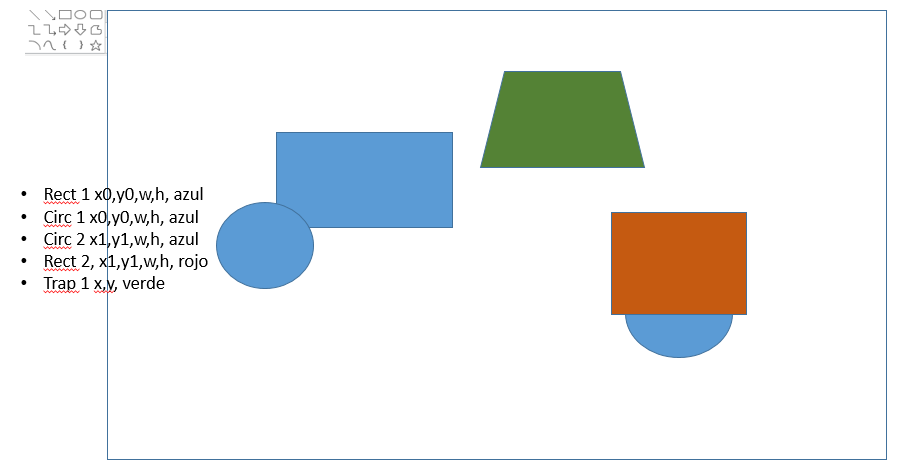 • Rect 1 x0,y0,w,h, azul
• Circ 1 x0,y0,w,h, azul
• Circ 2 x1,y1,w,h, azul
• Rect 2, x1,y1,w,h, rojo
• Trap 1 x,y, verde